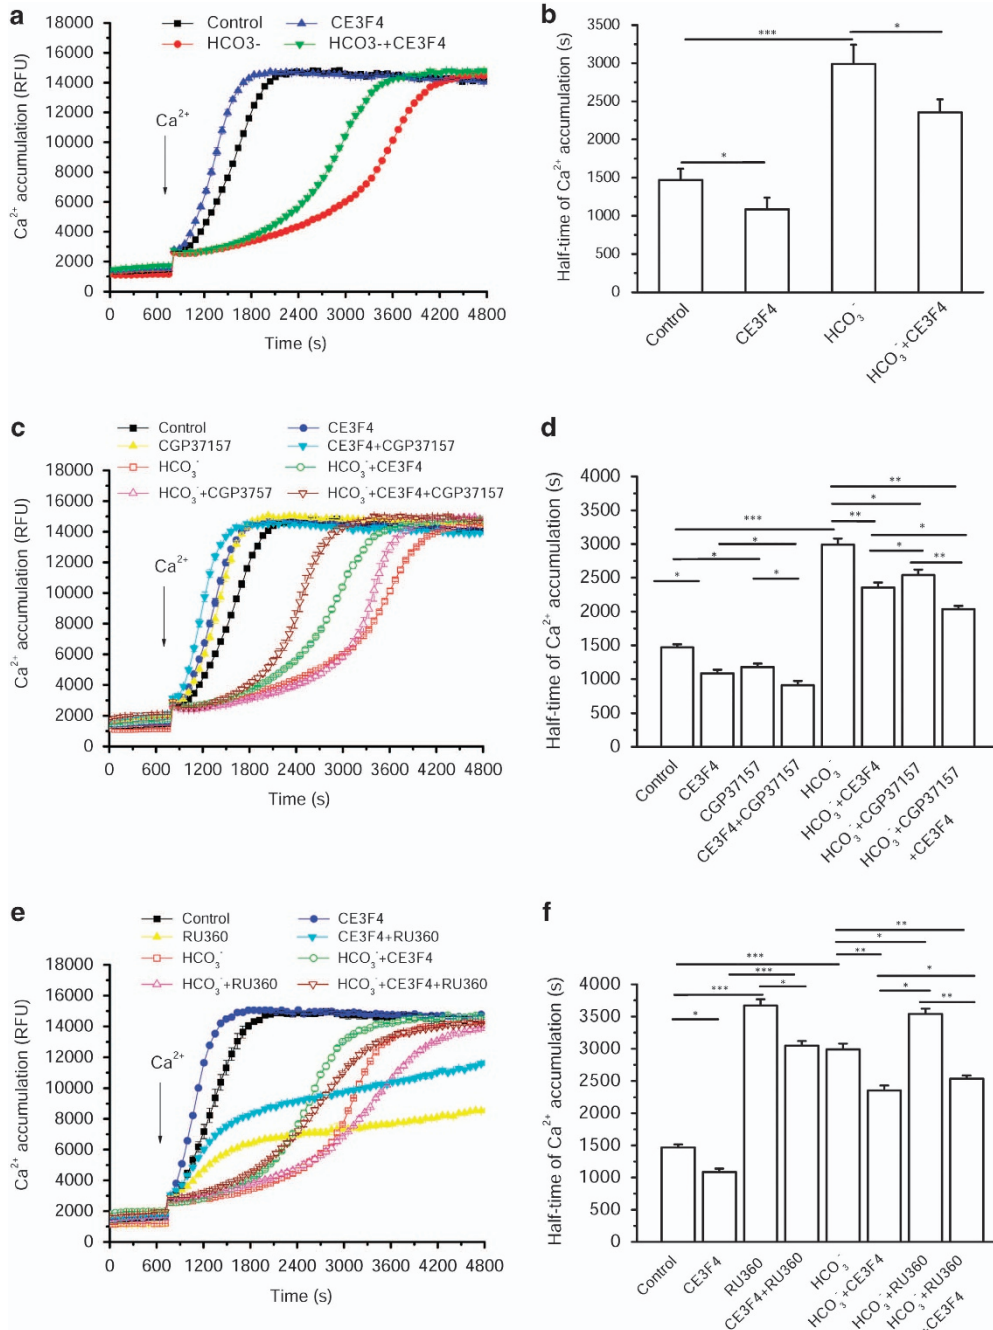 a
Control
CE3F4
HCO3-
HCO3-+CE3F4
Ca²⁺ accumulation (RFU)
18000
16000
14000
12000
10000
8000
6000
4000
2000
0
Ca²⁺
0 600 1200 1800 2400 3000 3600 4200 4800
Time (s)
b
Half-time of Ca²⁺ accumulation (s)
3500
3000
2500
2000
1500
1000
500
0
***
*
*
Control
CE3F4
HCO₃⁻
HCO₃⁻+CE3F4
c
Control
CE3F4
CGP37157
CE3F4+CGP37157
HCO₃⁻
HCO₃⁻+CE3F4
HCO₃⁻+CGP3757
HCO₃⁻+CE3F4+CGP37157
Ca²⁺ accumulation (RFU)
18000
16000
14000
12000
10000
8000
6000
4000
2000
0
Ca²⁺
0 600 1200 1800 2400 3000 3600 4200 4800
Time (s)
d
Half-time of Ca²⁺ accumulation (s)
4000
3500
3000
2500
2000
1500
1000
500
0
**
*
***
**
*
*
*
*
**
*
*
Control
CE3F4
CGP37157
CE3F4+CGP37157
HCO₃⁻
HCO₃⁻+CE3F4
HCO₃⁻+CGP37157
HCO₃⁻+CGP37157
+CE3F4
e
Control
CE3F4
RU360
CE3F4+RU360
HCO₃⁻
HCO₃⁻+CE3F4
HCO₃⁻+RU360
HCO₃⁻+CE3F4+RU360
Ca²⁺ accumulation (RFU)
18000
16000
14000
12000
10000
8000
6000
4000
2000
0
Ca²⁺
0 600 1200 1800 2400 3000 3600 4200 4800
Time (s)
f
Half-time of Ca²⁺ accumulation (s)
4000
3500
3000
2500
2000
1500
1000
500
0
**
*
**
***
***
*
*
***
*
*
**
Control
CE3F4
RU360
CE3F4+RU360
HCO₃⁻
HCO₃⁻+CE3F4
HCO₃⁻+RU360
HCO₃⁻+RU360
+CE3F4